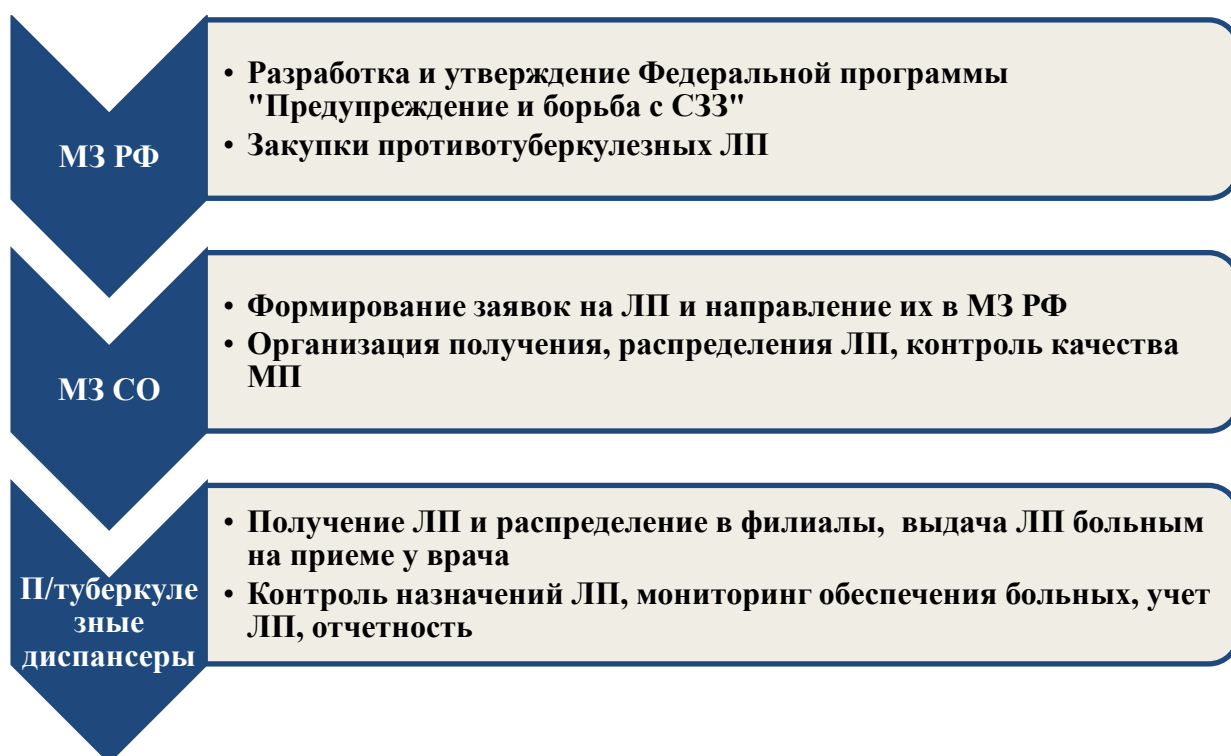 МЗ РФ
• Разработка и утверждение Федеральной программы
"Предупреждение и борьба с СЗЗ"
• Закупки противотуберкулезных ЛП
МЗ СО
• Формирование заявок на ЛП и направление их в МЗ РФ
• Организация получения, распределения ЛП, контроль качества
МП
П/туберкуле
зные
диспансеры
• Получение ЛП и распределение в филиалы, выдача ЛП больным
на приеме у врача
• Контроль назначений ЛП, мониторинг обеспечения больных, учет
ЛП, отчетность